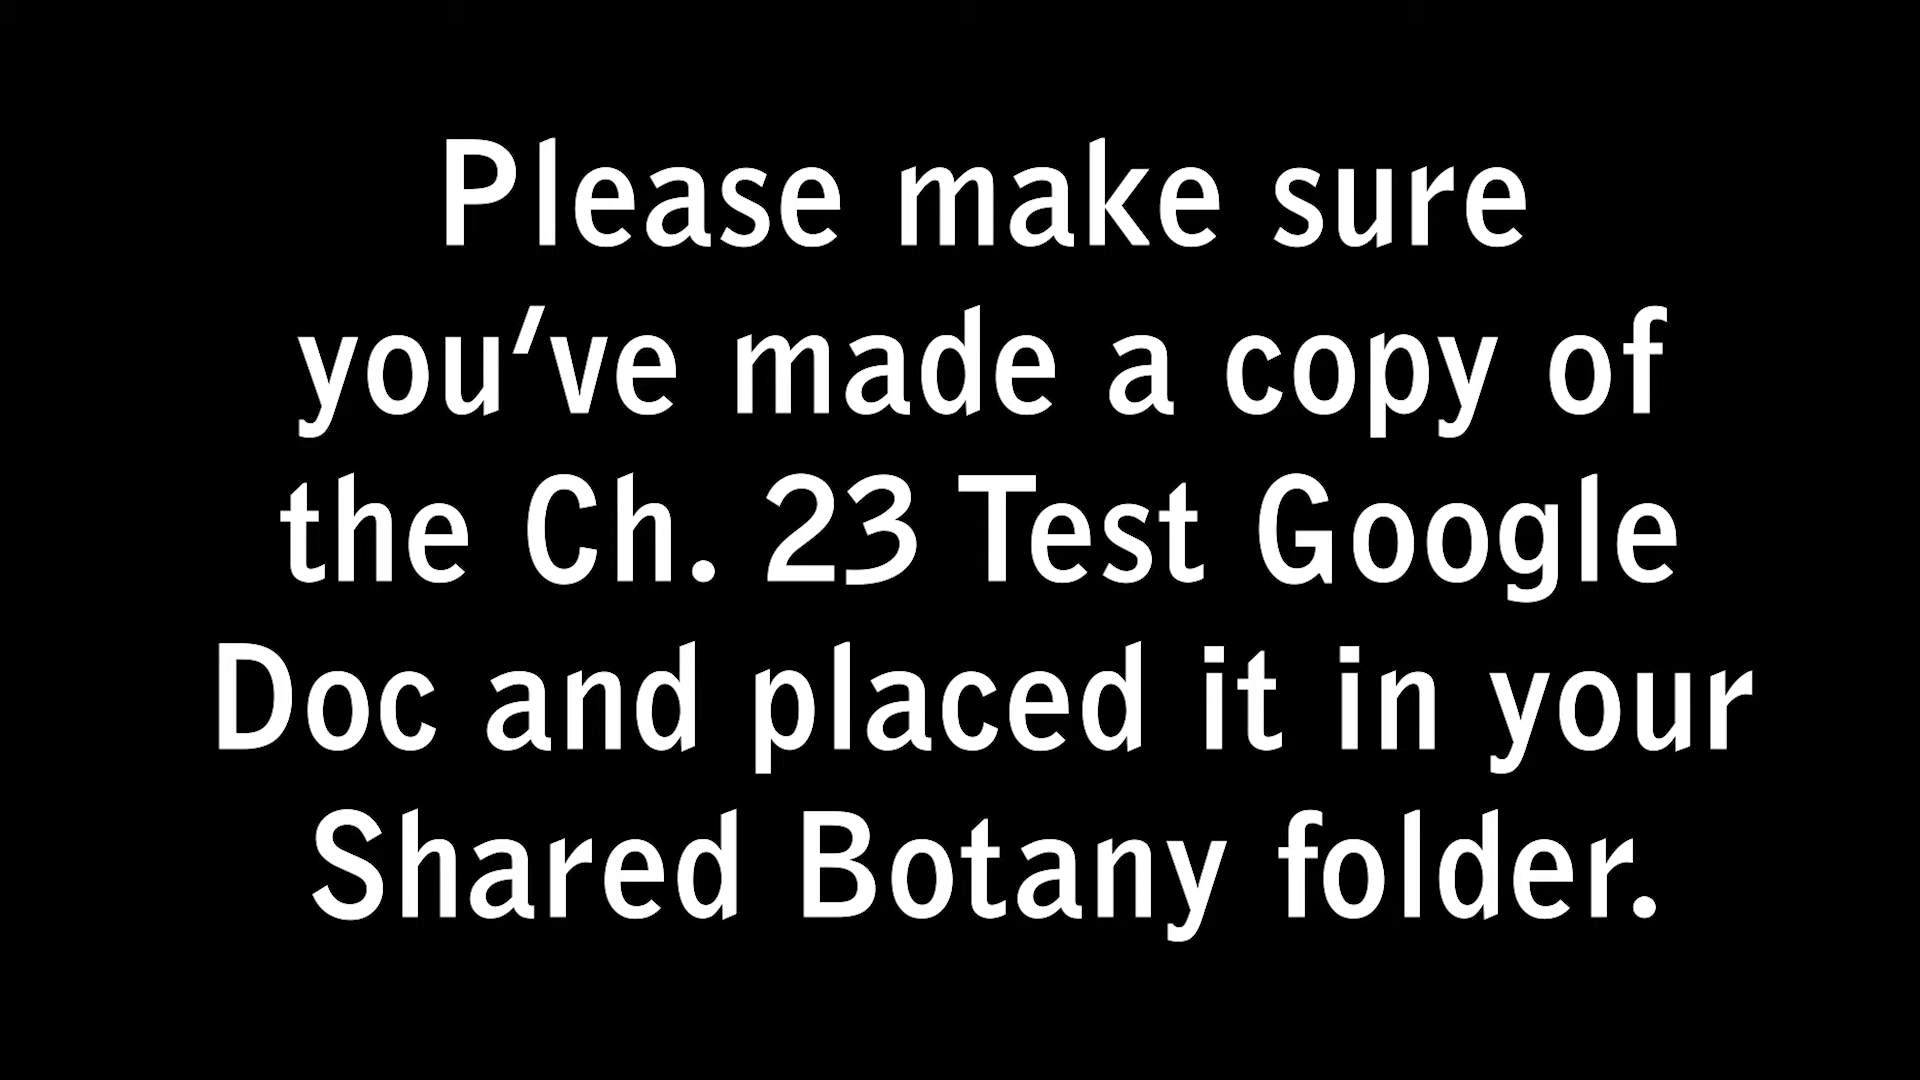 Please make sure
you've made a copy of
the Ch. 23 Test Google
Doc and placed it in your
Shared Botany folder.